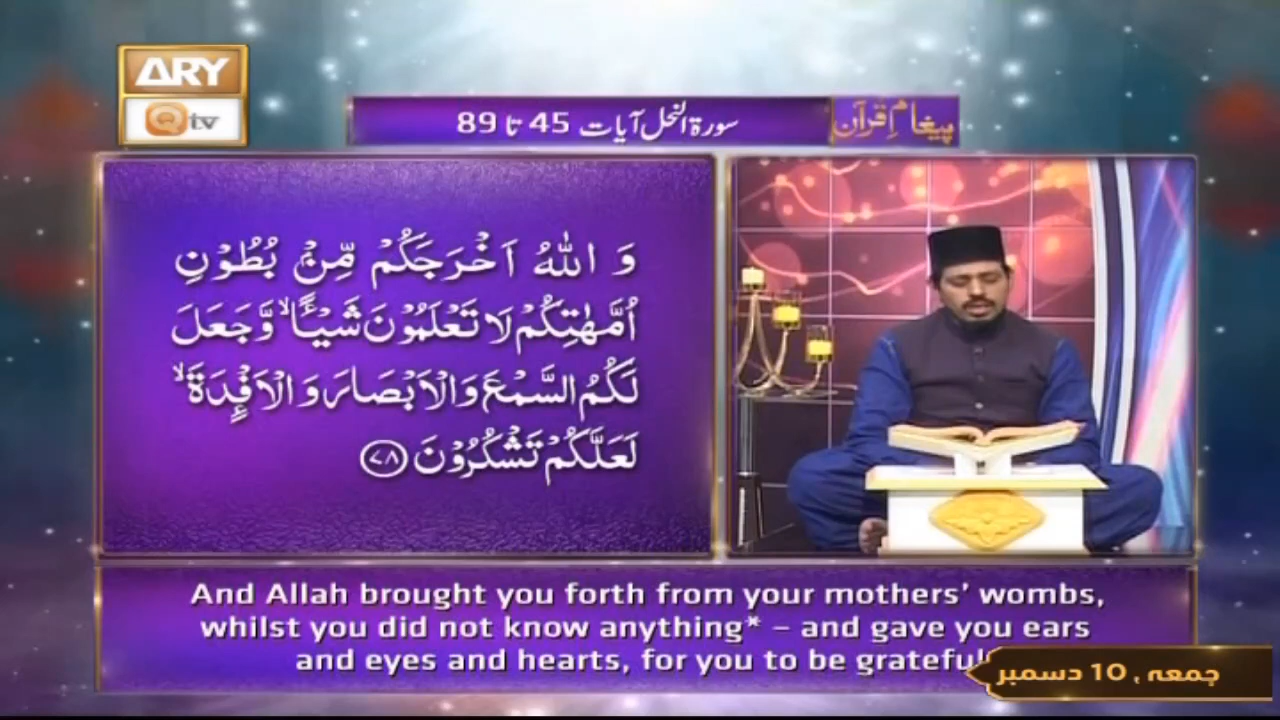 ARY
Qtv
پیغامِ قرآن
سورۃ النحل آیات 45 تا 89
وَ اللّٰهُ اَخْرَجَكُمْ مِّنْۢ بُطُوْنِ
اُمَّهٰتِكُمْ لَا تَعْلَمُوْنَ شَیْـًٔاۙ وَّ جَعَلَ
لَكُمُ السَّمْعَ وَ الْاَبْصَارَ وَ الْاَفْـِٕدَةَۙ
لَعَلَّكُمْ تَشْكُرُوْنَ ﴿۷۸﴾
And Allah brought you forth from your mothers’ wombs,
whilst you did not know anything* – and gave you ears
and eyes and hearts, for you to be grateful
جمعہ , 10 دسمبر